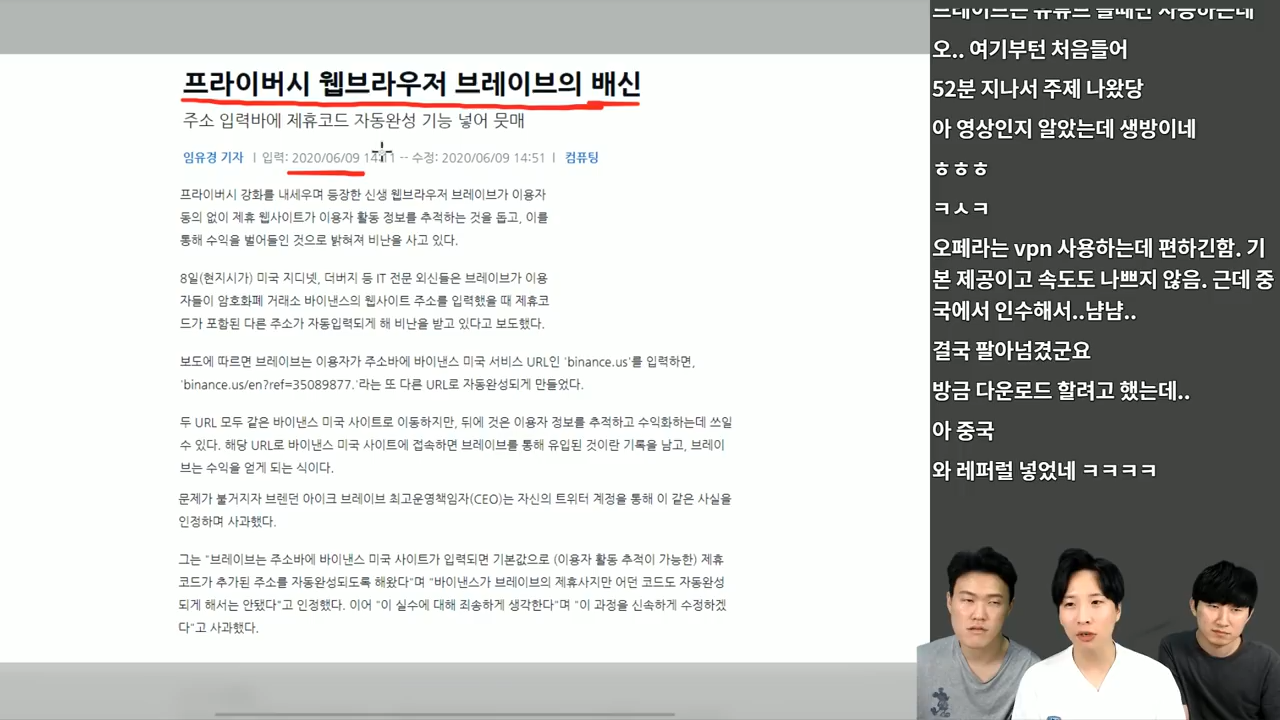 프라이버시 웹브라우저 브레이브의 배신
주소 입력바에 제휴코드 자동완성 기능 넣어 뭇매
임유경 기자 | 입력: 2020/06/09 14:11 -- 수정: 2020/06/09 14:51 | 컴퓨팅
프라이버시 강화를 내세우며 등장한 신생 웹브라우저 브레이브가 이용자
동의 없이 제휴 웹사이트가 이용자 활동 정보를 추적하는 것을 돕고, 이를
통해 수익을 벌어들인 것으로 밝혀져 비난을 사고 있다.
8일(현지시가) 미국 지디넷, 더버지 등 IT 전문 외신들은 브레이브가 이용
자들이 암호화폐 거래소 바이낸스의 웹사이트 주소를 입력했을 때 제휴코
드가 포함된 다른 주소가 자동입력되게 해 비난을 받고 있다고 보도했다.
보도에 따르면 브레이브는 이용자가 주소바에 바이낸스 미국 서비스 URL인 'binance.us'를 입력하면,
'binance.us/en?ref=35089877.'라는 또 다른 URL로 자동완성되게 만들었다.
두 URL 모두 같은 바이낸스 미국 사이트로 이동하지만, 뒤에 것은 이용자 정보를 추적하고 수익화하는데 쓰일
수 있다. 해당 URL로 바이낸스 미국 사이트에 접속하면 브레이브를 통해 유입된 것이란 기록을 남고, 브레이
브는 수익을 얻게 되는 식이다.
문제가 불거지자 브렌던 아이크 브레이브 최고운영책임자(CEO)는 자신의 트위터 계정을 통해 이 같은 사실을
인정하며 사과했다.
그는 "브레이브는 주소바에 바이낸스 미국 사이트가 입력되면 기본값으로 (이용자 활동 추적이 가능한) 제휴
코드가 추가된 주소를 자동완성되도록 해왔다"며 "바이낸스가 브레이브의 제휴사지만 어떤 코드도 자동완성
되게 해서는 안됐다"고 인정했다. 이어 "이 실수에 대해 죄송하게 생각한다"며 "이 과정을 신속하게 수정하겠
다"고 사과했다.
브레이브는 유튜브 볼때만 사용하는데
오.. 여기부턴 처음들어
52분 지나서 주제 나왔당
아 영상인지 알았는데 생방이네
ㅎㅎㅎ
ㅋㅅㅋ
오페라는 vpn 사용하는데 편하긴함. 기
본 제공이고 속도도 나쁘지 않음. 근데 중
국에서 인수해서..냠냠..
결국 팔아넘겼군요
방금 다운로드 할려고 했는데..
아 중국
와 레퍼럴 넣었네 ㅋㅋㅋㅋ